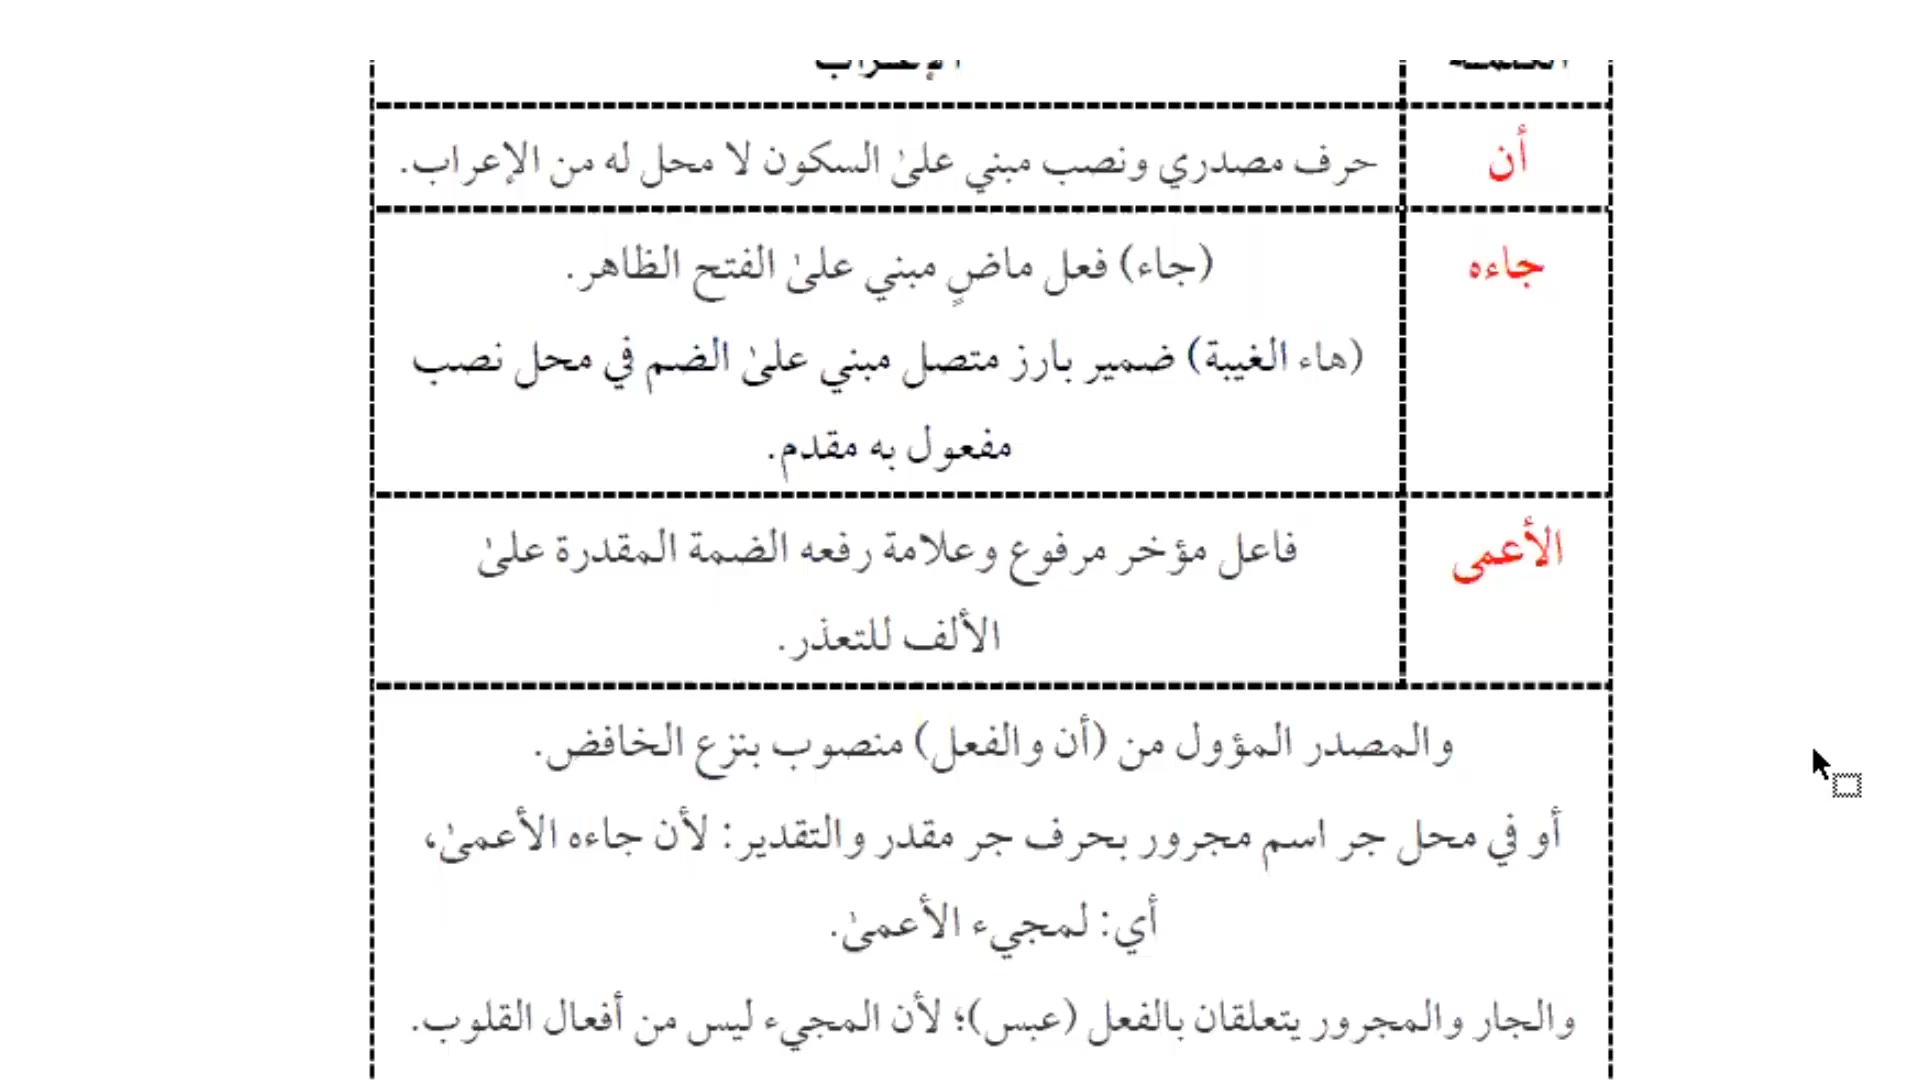 أن
حرف مصدري ونصب مبني علىٰ السكون لا محل له من الإعراب.
جاءه
(جاء) فعل ماضٍ مبني علىٰ الفتح الظاهر.
(هاء الغيبة) ضمير بارز متصل مبني علىٰ الضم في محل نصب
مفعول به مقدم.
الأعمى
فاعل مؤخر مرفوع وعلامة رفعه الضمة المقدرة علىٰ
الألف للتعذر.
والمصدر المؤول من (أن والفعل) منصوب بنزع الخافض.
أو في محل جر اسم مجرور بحرف جر مقدر والتقدير: لأن جاءه الأعمىٰ،
أي: لمجيء الأعمىٰ.
والجار والمجرور يتعلقان بالفعل (عبس)؛ لأن المجيء ليس من أفعال القلوب.